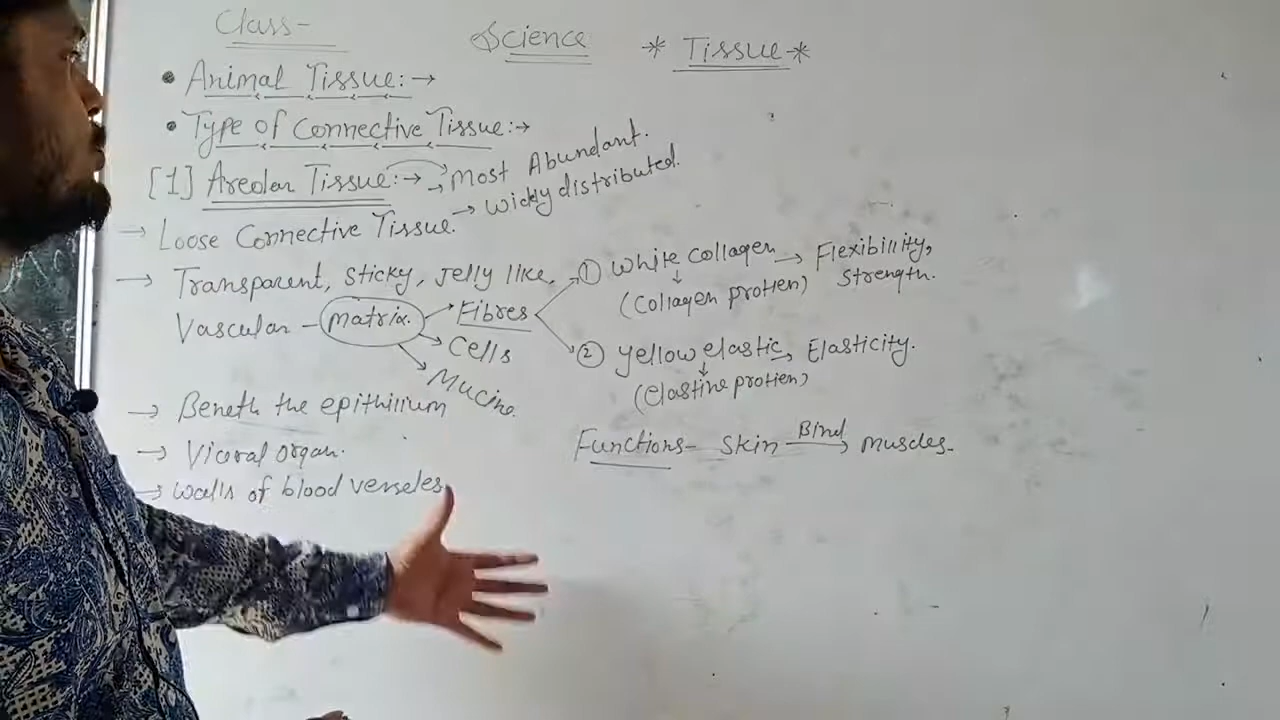 Class-
Science * Tissue *
• Animal Tissue:→
• Type of Connective Tissue:→
[1] Areolar Tissue:→ → Most Abundant.
→ widly distributed.
→ Loose Connective Tissue.
→ Transparent, Sticky, Jelly like,
Vascular - matrix. → Fibres
→ Cells
→ Mucine.
① White collagen → Flexibility, Strength.
↓
(Collagen protien)
② Yellow elastic → Elasticity.
↓
(Elastine protien)
→ Beneth the epithilium
→ Viceral organ.
→ Walls of blood verseles.
Functions- Skin Bind → muscles.